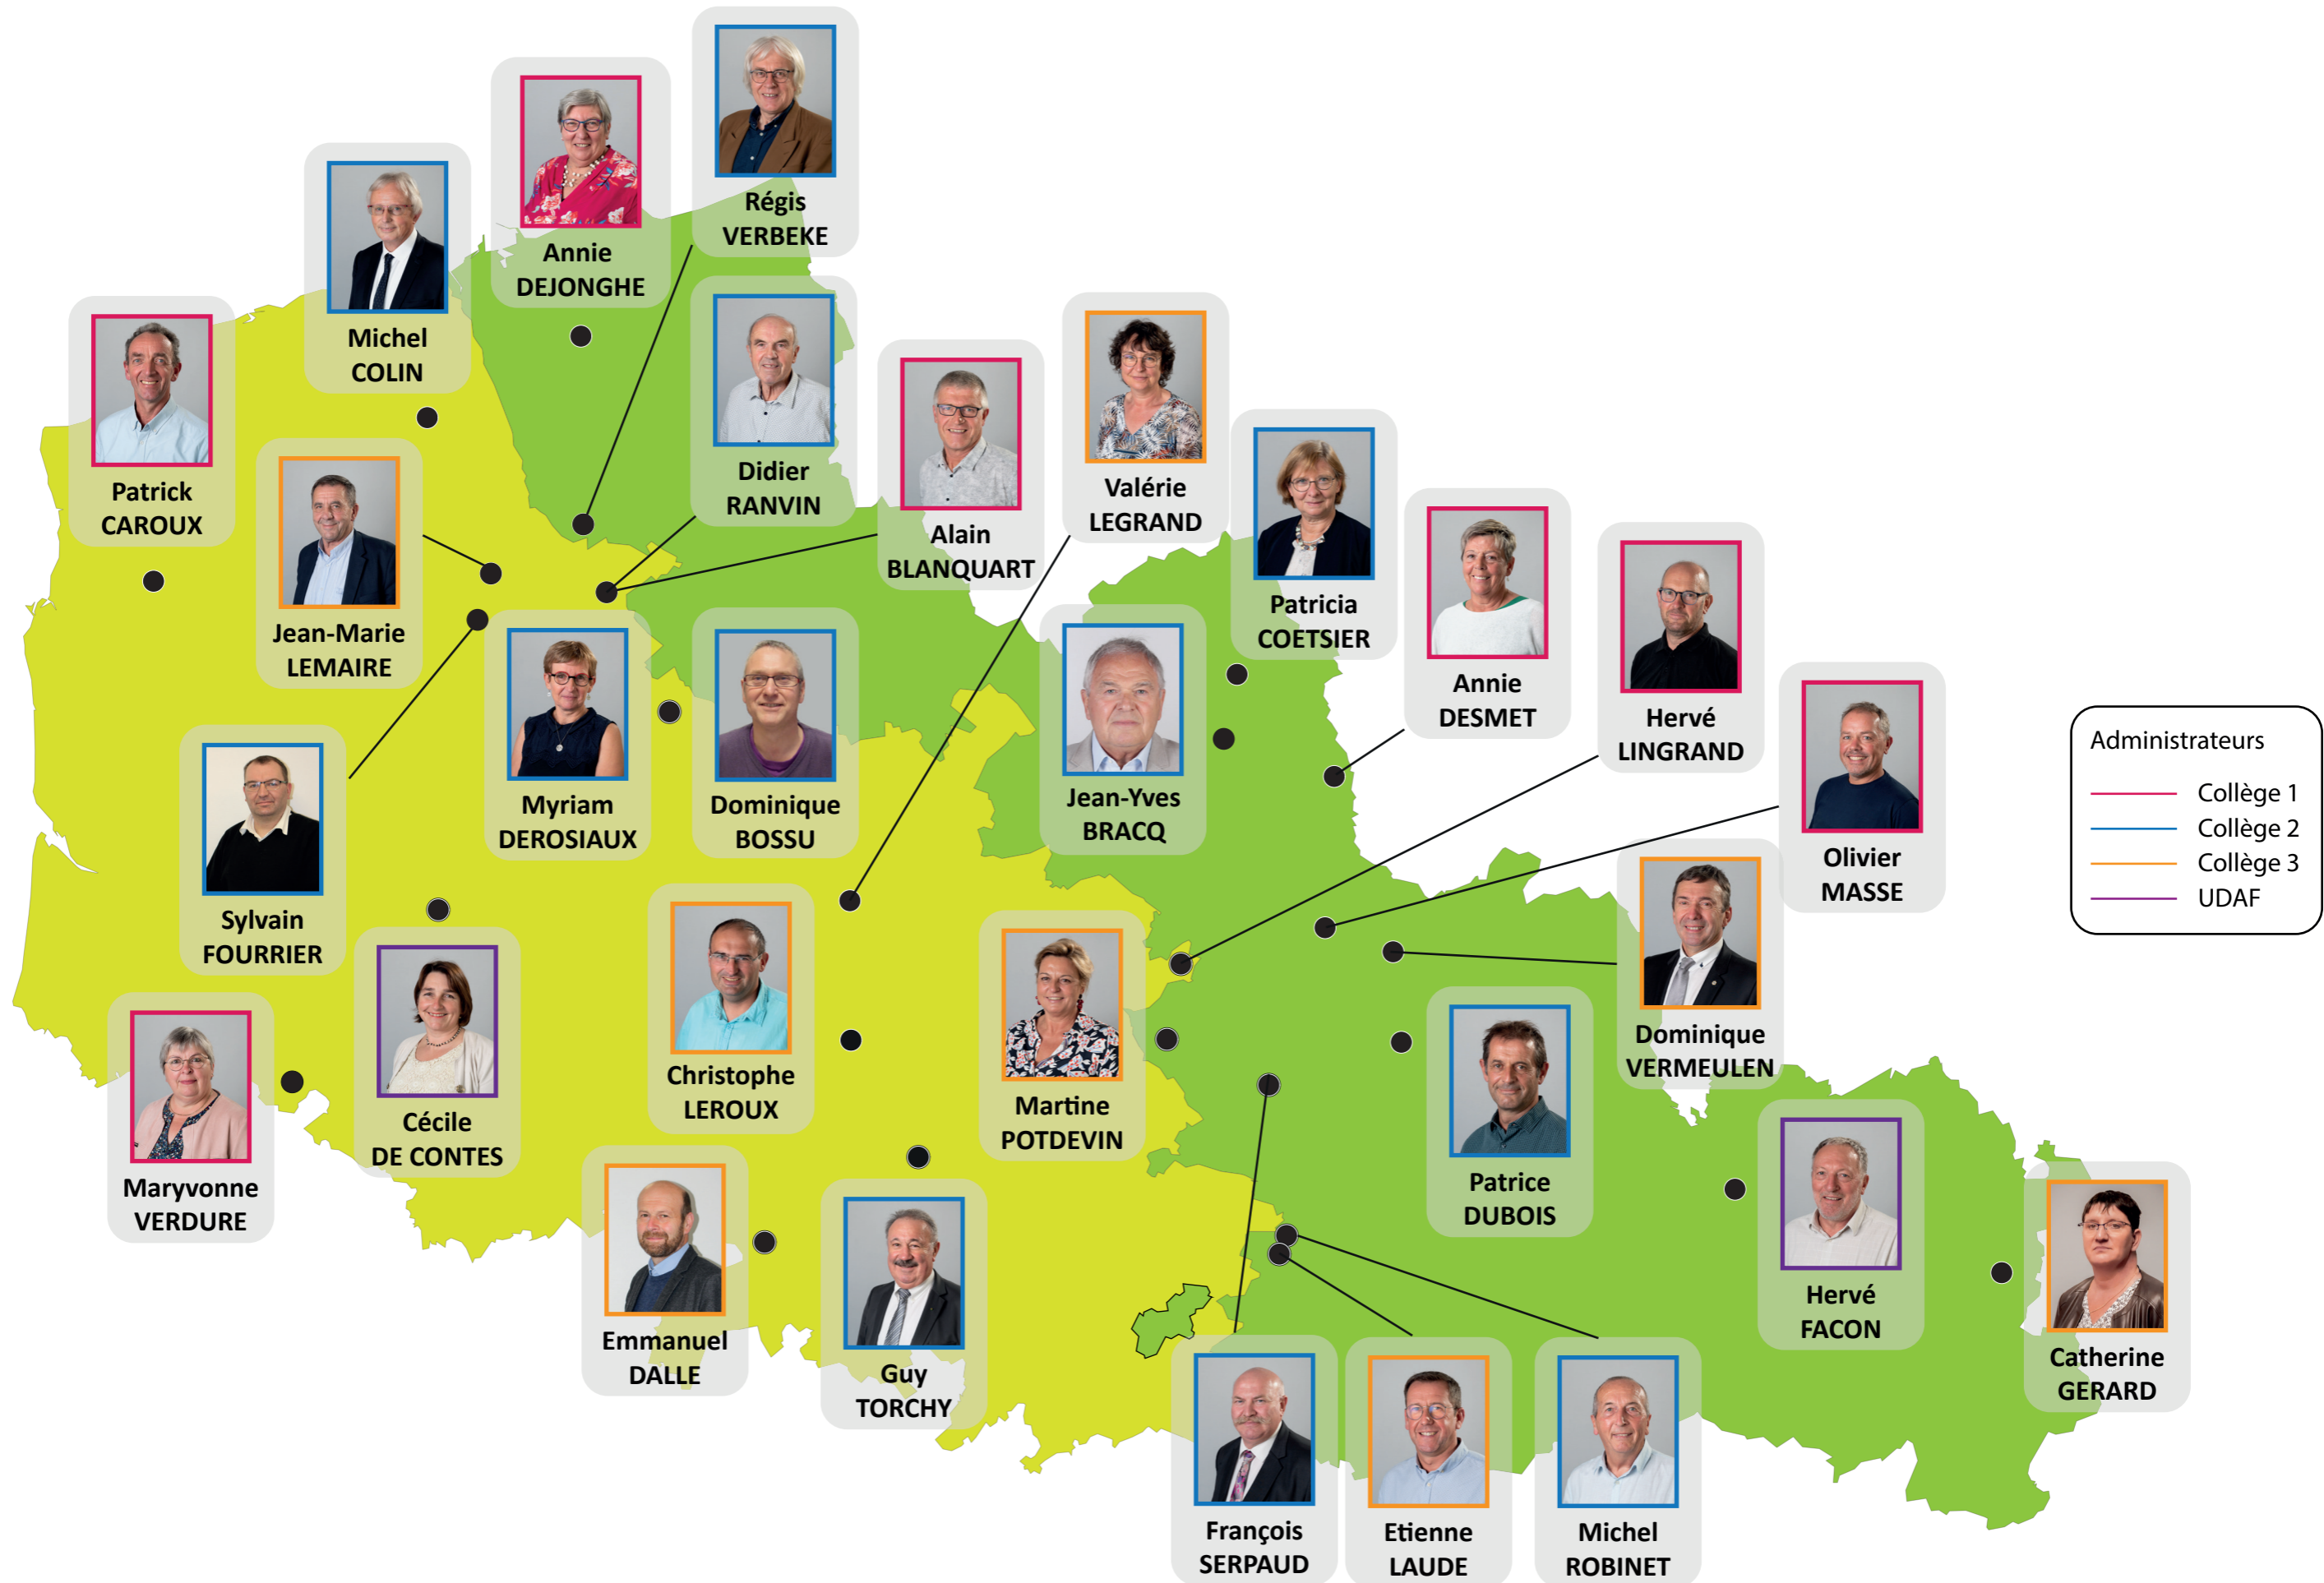 Régis
VERBEKE
Annie
DEJONGHE
Michel
COLIN
Patrick
CAROUX
Didier
RANVIN
Alain
BLANQUART
Valérie
LEGRAND
Patricia
COETSIER
Jean-Marie
LEMAIRE
Annie
DESMET
Hervé
LINGRAND
Myriam
DEROSIAUX
Dominique
BOSSU
Jean-Yves
BRACQ
Olivier
MASSE
Administrateurs
Collège 1
Collège 2
Collège 3
UDAF
Sylvain
FOURRIER
Cécile
DE CONTES
Christophe
LEROUX
Martine
POTDEVIN
Dominique
VERMEULEN
Maryvonne
VERDURE
Patrice
DUBOIS
Emmanuel
DALLE
Guy
TORCHY
Hervé
FACON
Catherine
GERARD
François
SERPAUD
Etienne
LAUDE
Michel
ROBINET